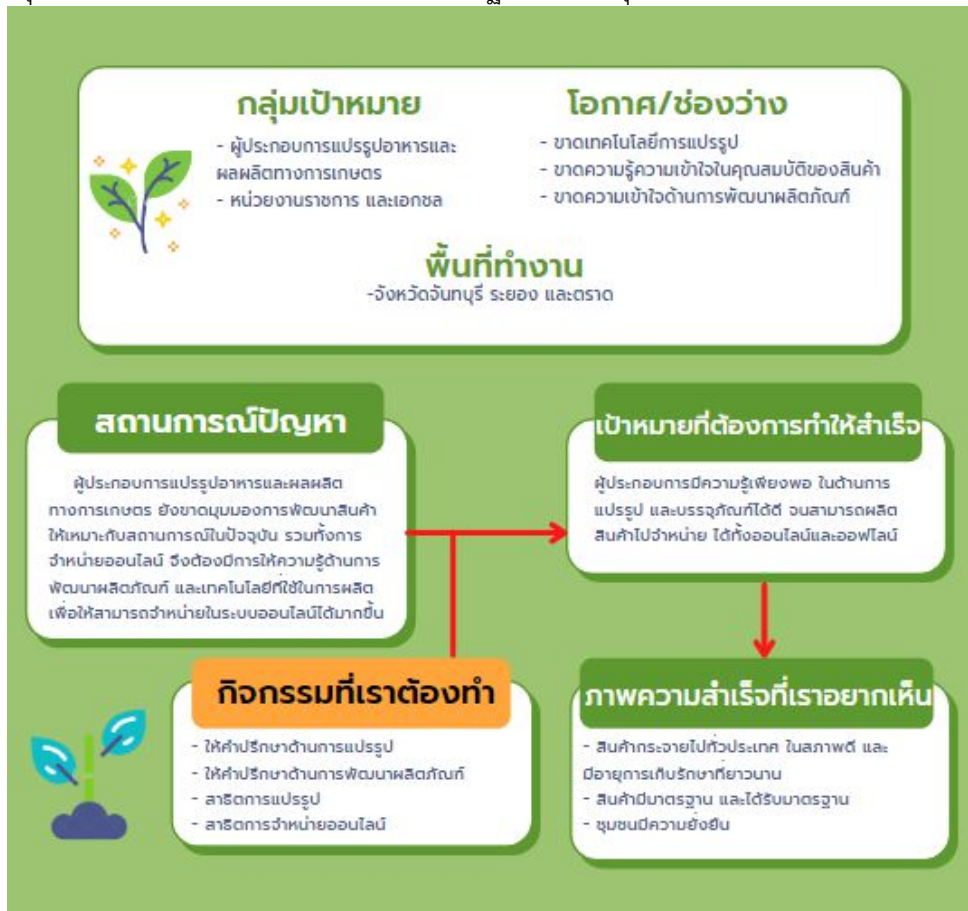 กลุ่มเป้าหมาย
- ผู้ประกอบการแปรรูปอาหารและ
ผลผลิตทางการเกษตร
- หน่วยงานราชการ และเอกชล
โอกาศ/ช่องว่าง
- ขาดเทคโนโลยีการแปรรูป
- ขาดความรู้ความเข้าใจในคุณสมบัติของสินค้า
- ขาดความเข้าใจด้านการพัฒนาผลิตภัณฑ์
พื้นที่ทำงาน
-จังหวัดจันทบุรี ระยอง และตราด
สถานการณ์ปัญหา
ผู้ประกอบการแปรรูปอาหารและผลผลิต
ทางการเกษตร ยังขาดมุมมองการพัฒนาสินค้า
ให้เหมาะกับสถานการณ์ในปัจจุบัน รวมทั้งการ
จำหน่ายออนไลน์ จึงต้องมีการให้ความรู้ด้านการ
พัฒนาผลิตภัณฑ์ และเทคโนโลยีที่ใช้ในการผลิต
เพื่อให้สามารถจำหน่ายในระบบออนไลน์ได้มากขึ้น
เป้าหมายที่ต้องการทำให้สำเร็จ
ผู้ประกอบการมีความรู้เพียงพอ ในด้านการ
แปรรูป และบรรจุภัณฑ์ได้ดี จนสามารถผลิต
สินค้าไปจำหน่าย ได้ทั้งออนไลน์และออฟไลน์
กิจกรรมที่เราต้องทำ
- ให้คำปรึกษาด้านการแปรรูป
- ให้คำปรึกษาด้านการพัฒนาผลิตภัณฑ์
- สาธิตการแปรรูป
- สาธิตการจำหน่ายออนไลน์
ภาพความสำเร็จที่เราอยากเห็น
- สินค้ากระจายไปทั่วประเทศ ในสภาพดี และ
มีอายุการเก็บรักษาที่ยาวนาน
- สินค้ามีมาตรฐาน และได้รับมาตรฐาน
- ชุมชนมีความยั่งยืน